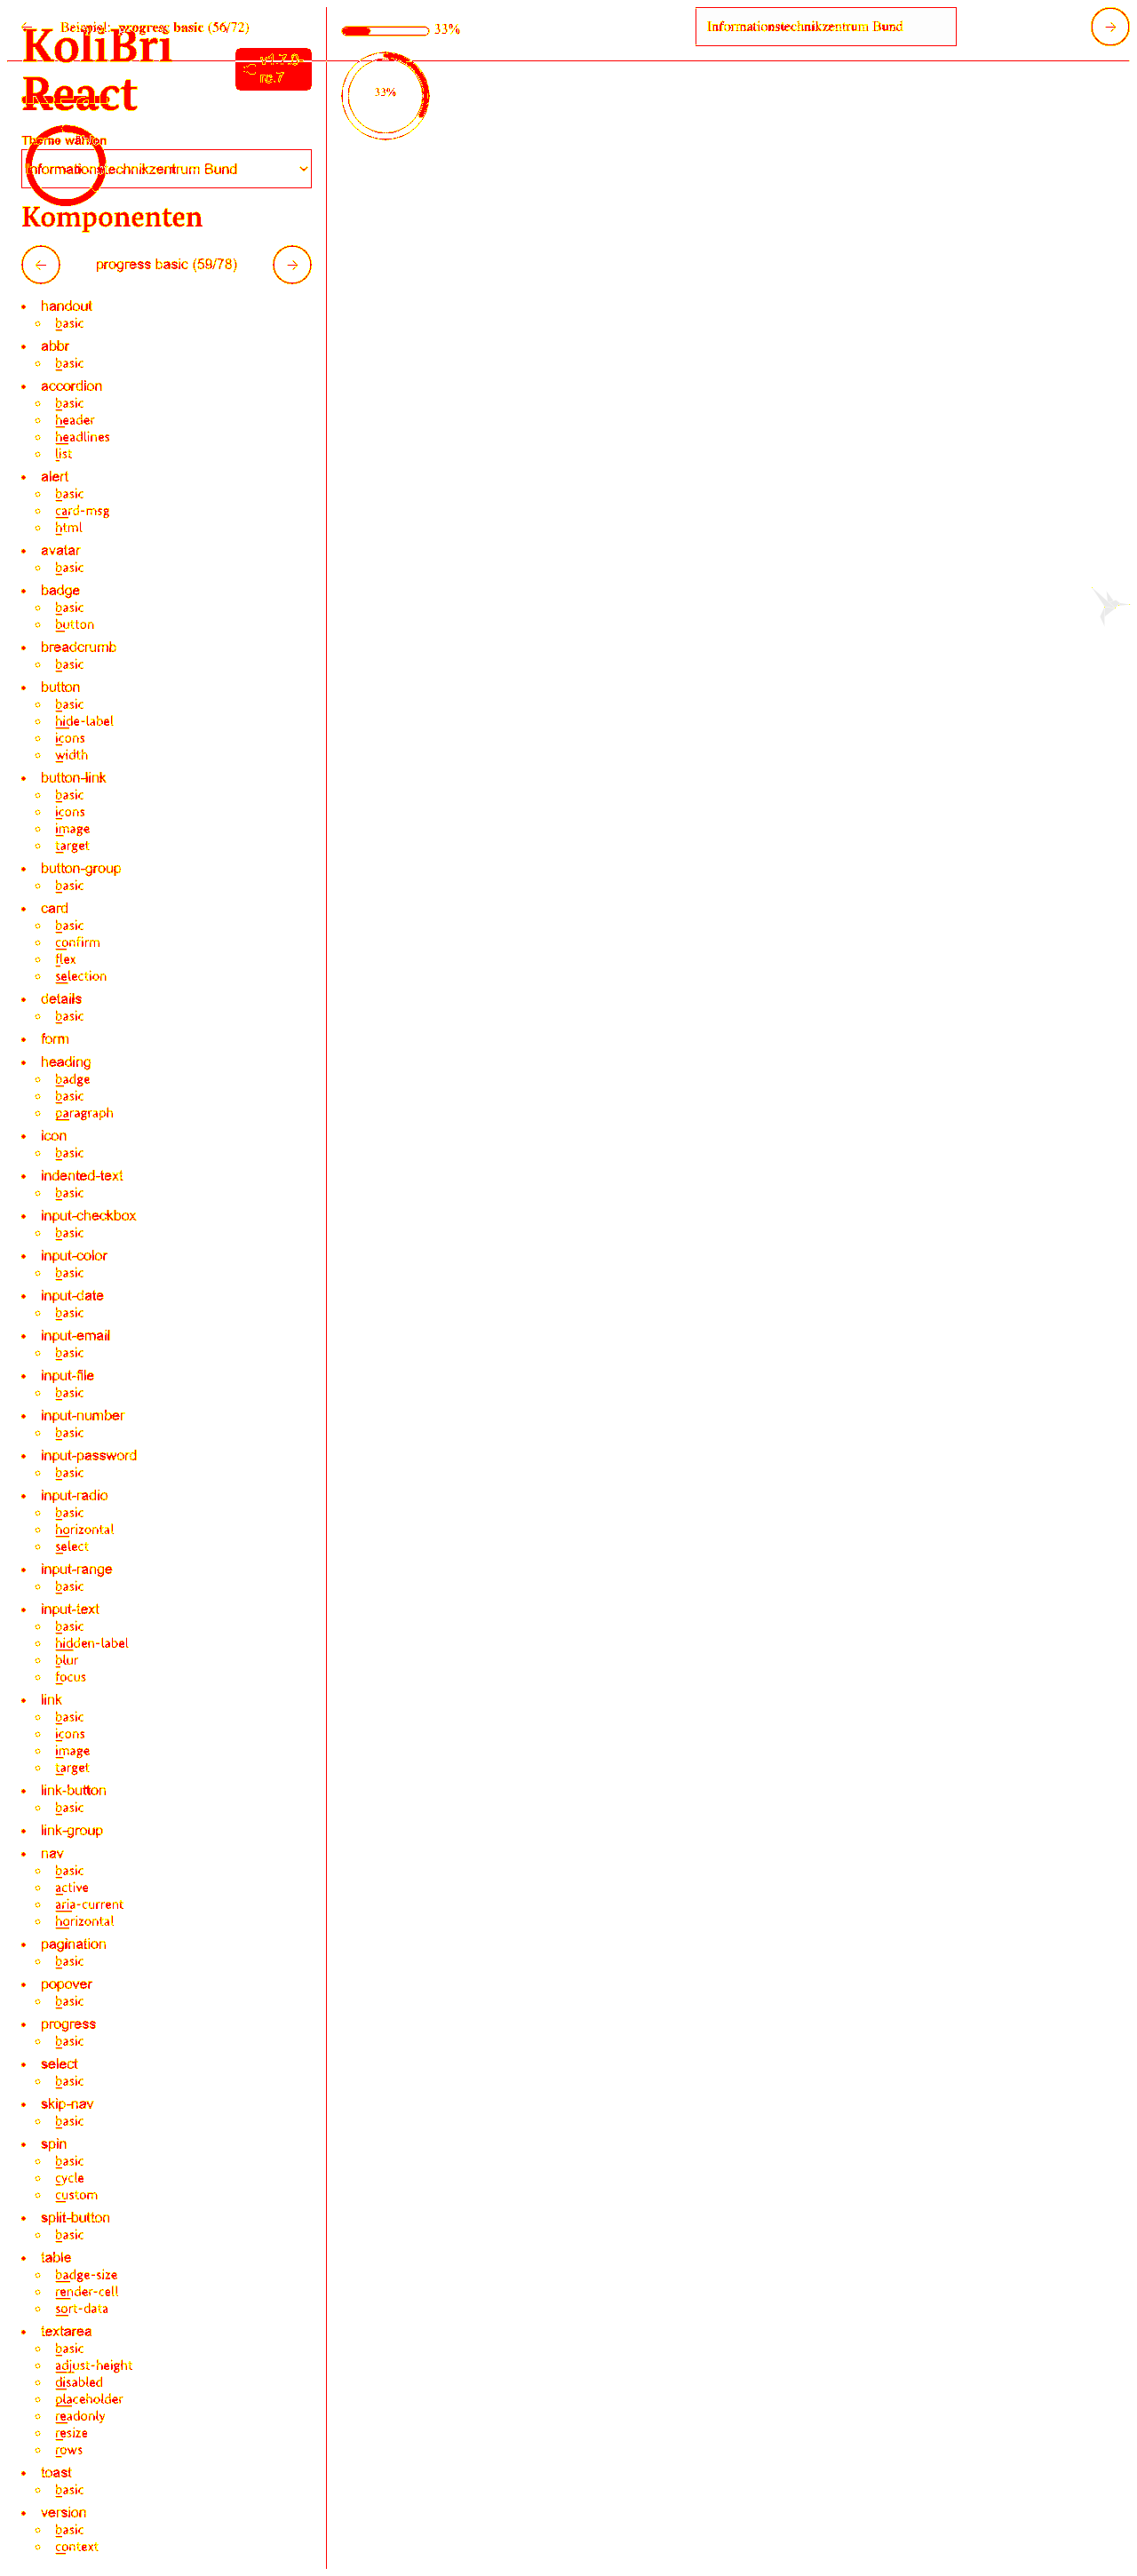 Beispiel: progress basic (56/72)
33%
Informationstechnikzentrum Bund
KoliBri
React
v1.7.0-
rc.7
33%
Theme wählen
Informationstechnikzentrum Bund
Komponenten
progress basic (58/78)
handout
basic
abbr
basic
accordion
basic
header
headlines
list
alert
basic
card-msg
html
avatar
basic
badge
basic
button
breadcrumb
basic
button
basic
hide-label
icons
width
button-link
basic
icons
image
target
button-group
basic
card
basic
confirm
flex
selection
details
basic
form
heading
badge
basic
paragraph
icon
basic
indented-text
basic
input-checkbox
basic
input-color
basic
input-date
basic
input-email
basic
input-file
basic
input-number
basic
input-password
basic
input-radio
basic
horizontal
select
input-range
basic
input-text
basic
hidden-label
blur
focus
link
basic
icons
image
target
link-button
basic
link-group
nav
basic
active
aria-current
horizontal
pagination
basic
popover
basic
progress
basic
select
basic
skip-nav
basic
spin
basic
cycle
custom
split-button
basic
table
badge-size
render-cell
sort-data
textarea
basic
adjust-height
disabled
placeholder
readonly
resize
rows
toast
basic
version
basic
context